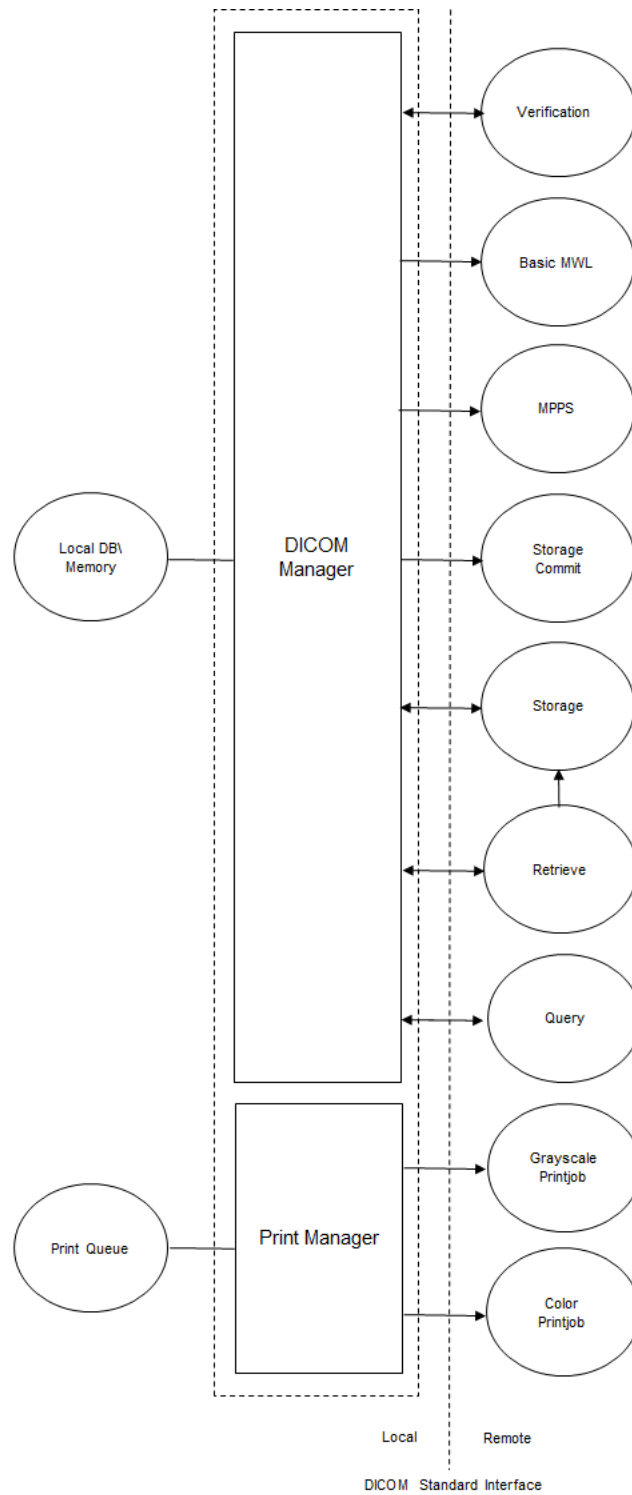 Verification
Basic MWL
MPPS
Local DB\
Memory
DICOM
Manager
Storage
Commit
Storage
Retrieve
Query
Grayscale
Printjob
Print Queue
Print Manager
Color
Printjob
Local
Remote
DICOM Standard Interface